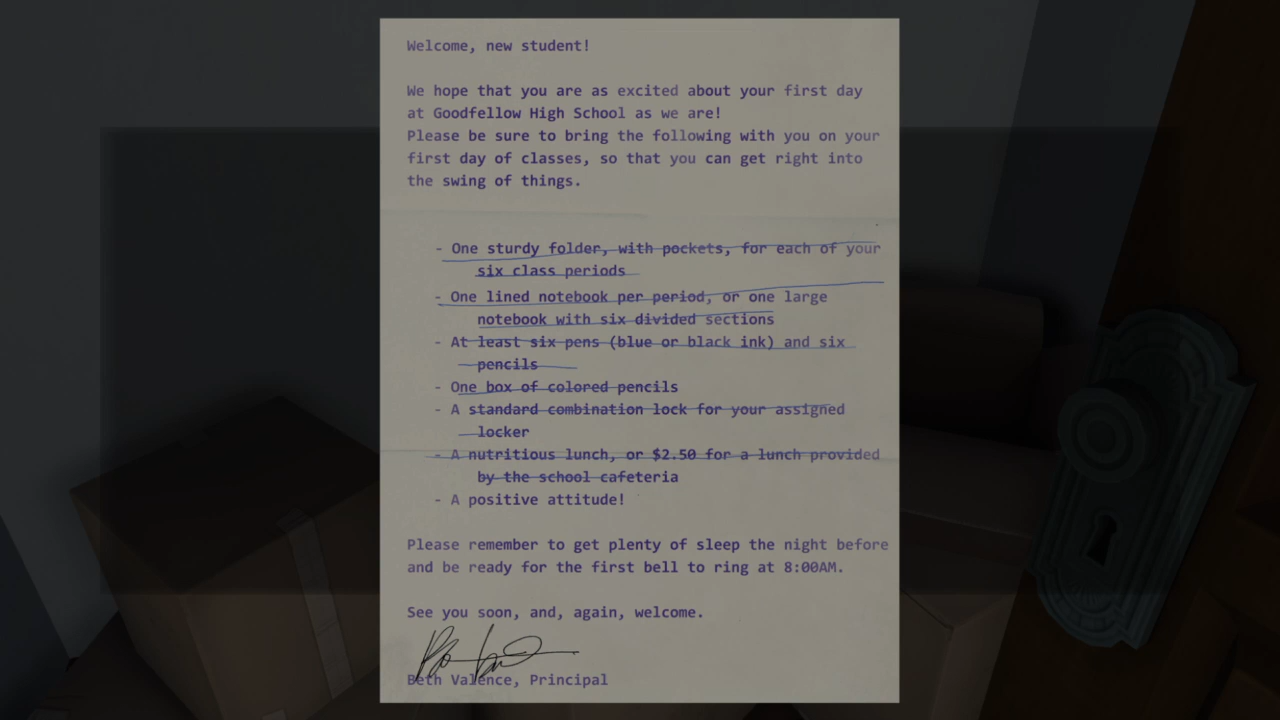 Welcome, new student!
We hope that you are as excited about your first day
at Goodfellow High School as we are!
Please be sure to bring the following with you on your
first day of classes, so that you can get right into
the swing of things.
- One sturdy folder, with pockets, for each of your
six class periods
- One lined notebook per period, or one large
notebook with six divided sections
- At least six pens (blue or black ink) and six
pencils
- One box of colored pencils
- A standard combination lock for your assigned
locker
- A nutritious lunch, or $2.50 for a lunch provided
by the school cafeteria
- A positive attitude!
Please remember to get plenty of sleep the night before
and be ready for the first bell to ring at 8:00AM.
See you soon, and, again, welcome.
Beth Valence, Principal